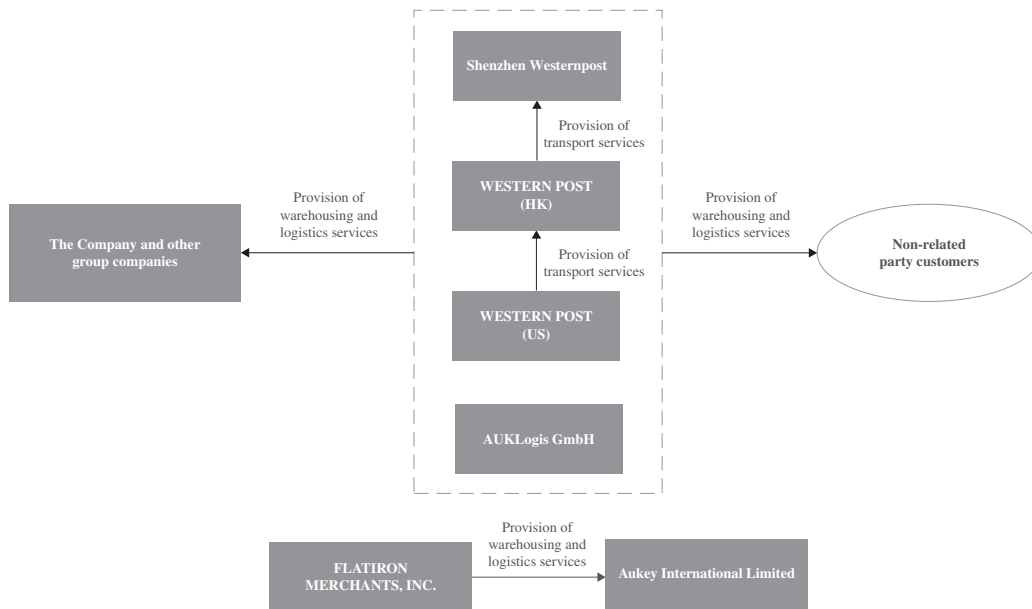 Shenzhen Westernpost
Provision of
transport services
WESTERN POST
(HK)
Provision of
warehousing and
logistics services
The Company and other
group companies
Provision of
warehousing and
logistics services
Non-related
party customers
Provision of
transport services
WESTERN POST
(US)
AUKLogis GmbH
FLATIRON
MERCHANTS, INC.
Provision of
warehousing and
logistics services
Aukey International Limited